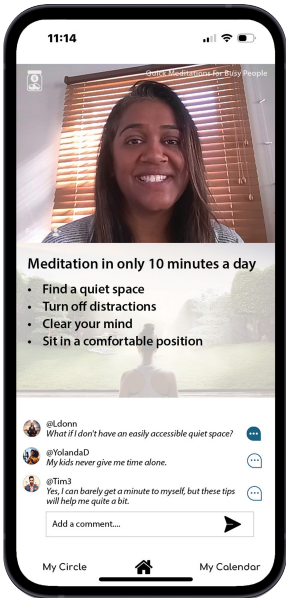 11:14
Quick Meditations for Busy People
Meditation in only 10 minutes a day
• Find a quiet space
• Turn off distractions
• Clear your mind
• Sit in a comfortable position
@Ldonn
What if I don't have an easily accessible quiet space?
@YolandaD
My kids never give me time alone.
@Tim3
Yes, I can barely get a minute to myself, but these tips
will help me quite a bit.
Add a comment....
My Circle
My Calendar